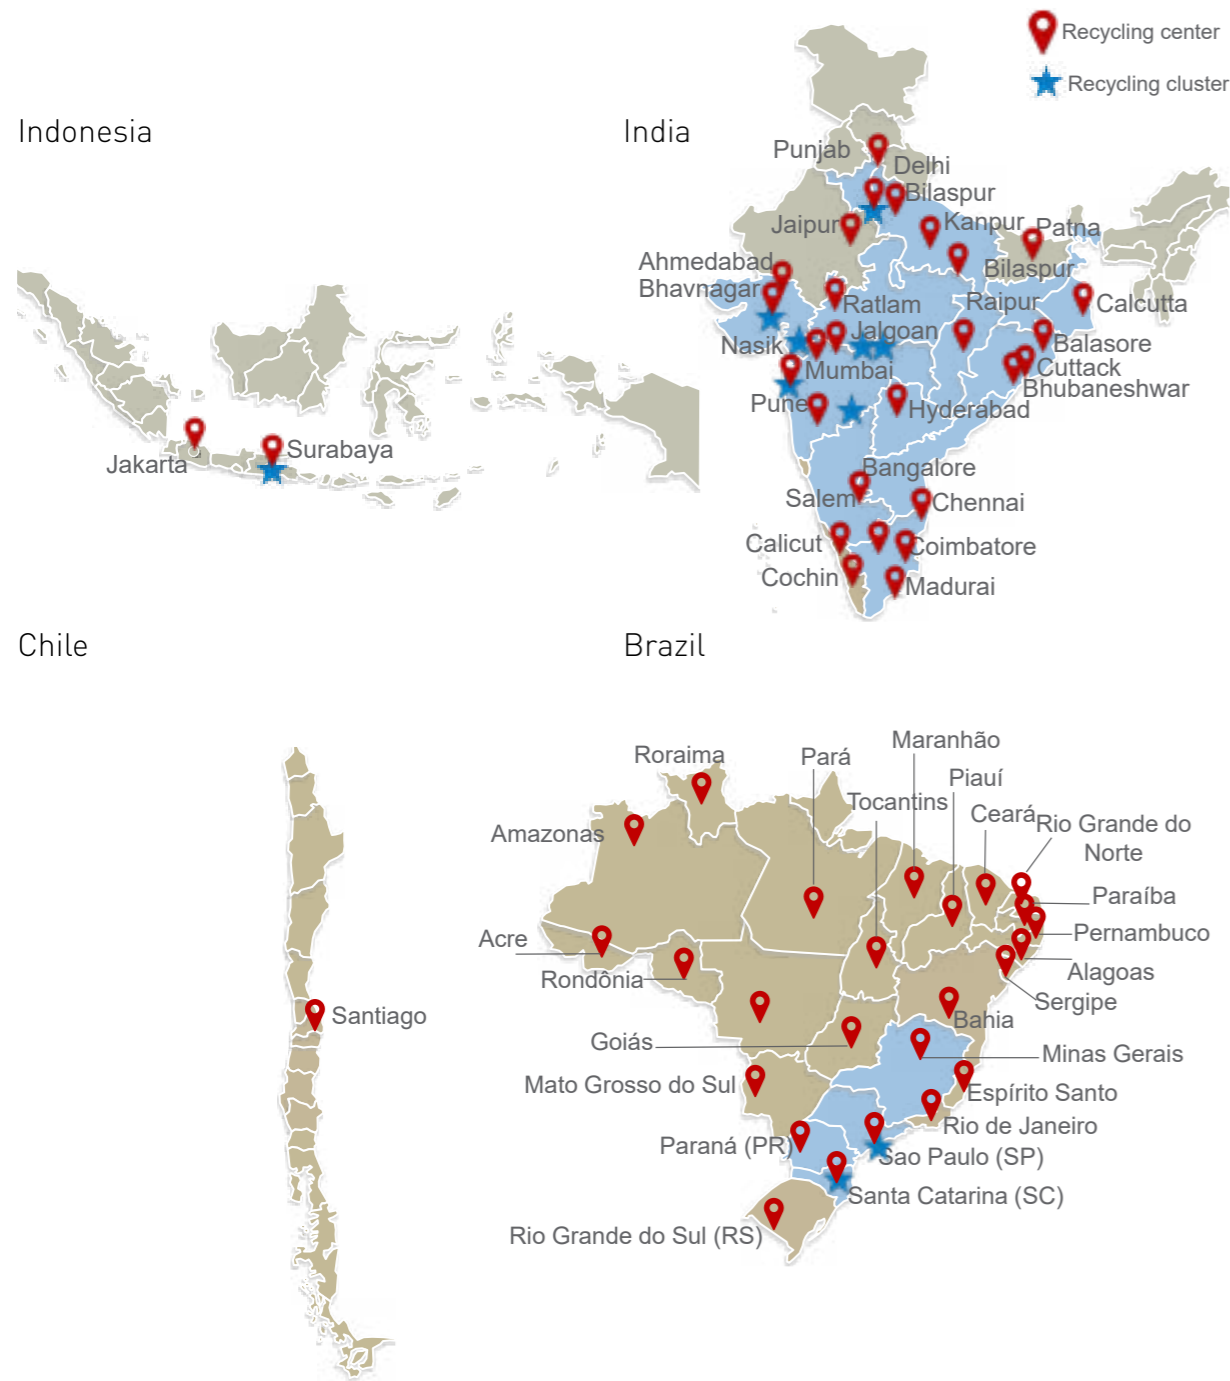 Recycling center
Recycling cluster
Indonesia
India
Punjab
Delhi
Bilaspur
Jaipur
Kanpur
Patna
Ahmedabad
Bilaspur
Bhavnagar
Ratlam
Raipur
Calcutta
Nasik
Jalgoan
Balasore
Mumbai
Cuttack
Bhubaneshwar
Pune
Hyderabad
Jakarta
Surabaya
Bangalore
Salem
Chennai
Calicut
Coimbatore
Cochin
Madurai
Chile
Brazil
Maranhão
Roraima
Pará
Piauí
Tocantins
Ceará
Rio Grande do
Norte
Amazonas
Paraíba
Acre
Pernambuco
Rondônia
Alagoas
Sergipe
Santiago
Bahia
Goiás
Minas Gerais
Mato Grosso do Sul
Espírito Santo
Rio de Janeiro
Paraná (PR)
Sao Paulo (SP)
Santa Catarina (SC)
Rio Grande do Sul (RS)